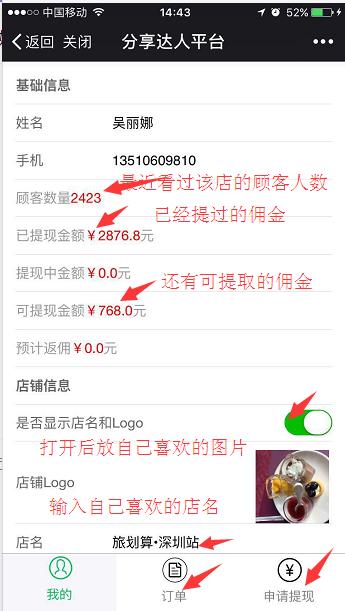 中国移动 14:43 52%
返回 关闭 分享达人平台
基础信息
姓名 吴丽娜
手机 13510609810
顾客数量2423 最近看过该店的顾客人数
已经提过的佣金
已提现金额￥2876.8元
提现中金额￥0.0元
还有可提取的佣金
可提现金额￥768.0元
预计返佣￥0.0元
店铺信息
是否显示店名和Logo
打开后放自己喜欢的图片
店铺Logo
输入自己喜欢的店名
店名 旅划算•深圳站
我的 订单 申请提现